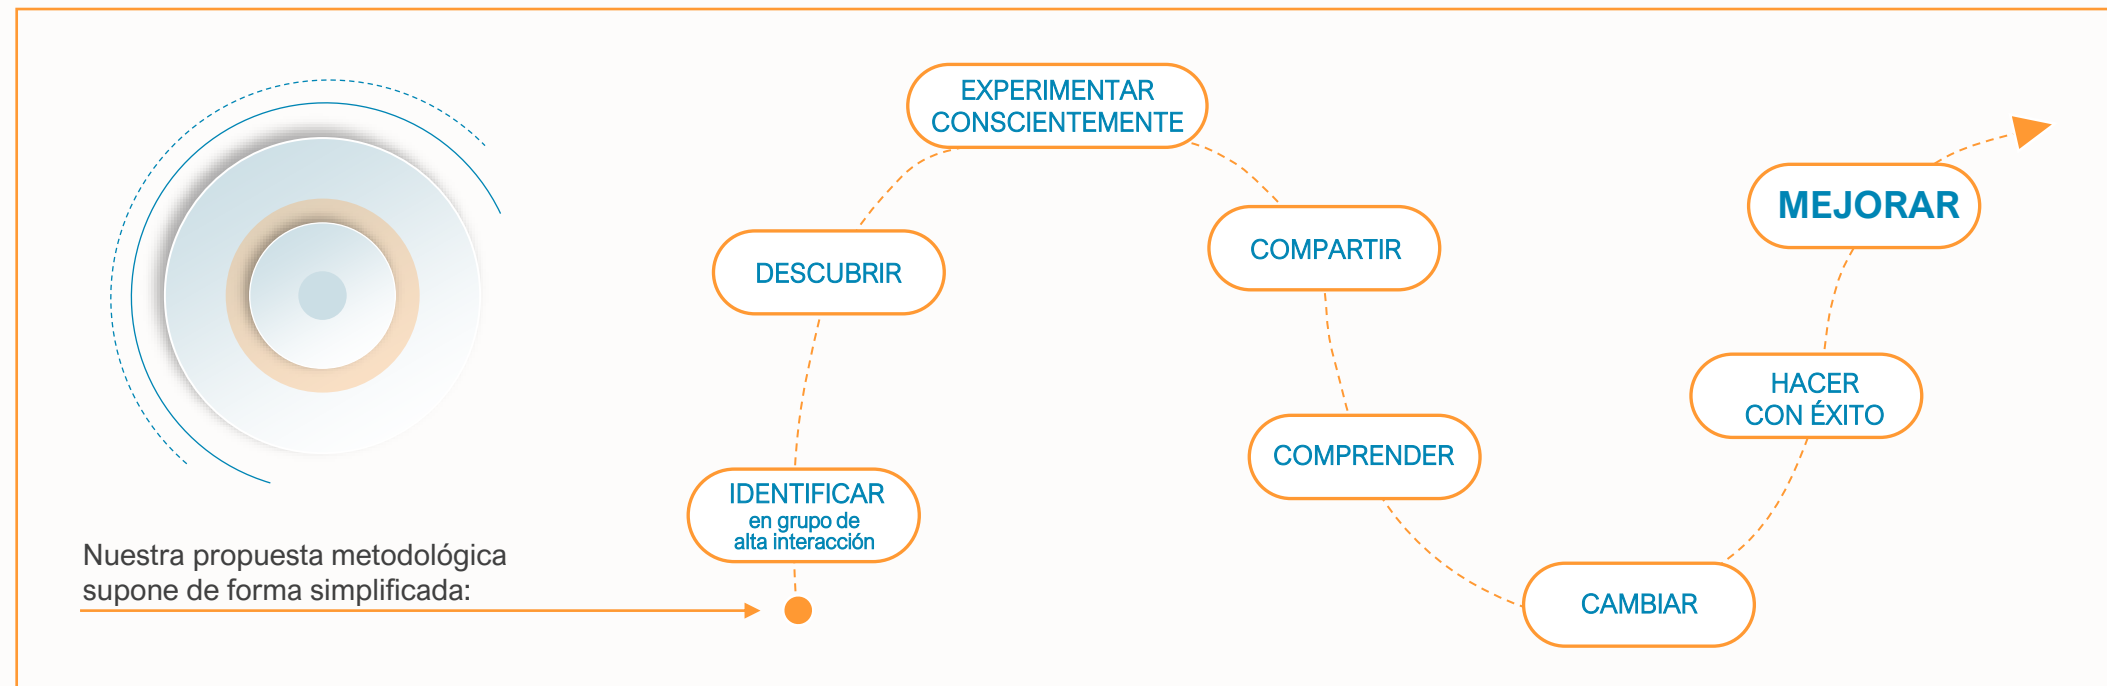 Nuestra propuesta metodológica
supone de forma simplificada:
IDENTIFICAR
en grupo de
alta interacción
DESCUBRIR
EXPERIMENTAR
CONSCIENTEMENTE
COMPARTIR
COMPRENDER
CAMBIAR
HACER
CON ÉXITO
MEJORAR